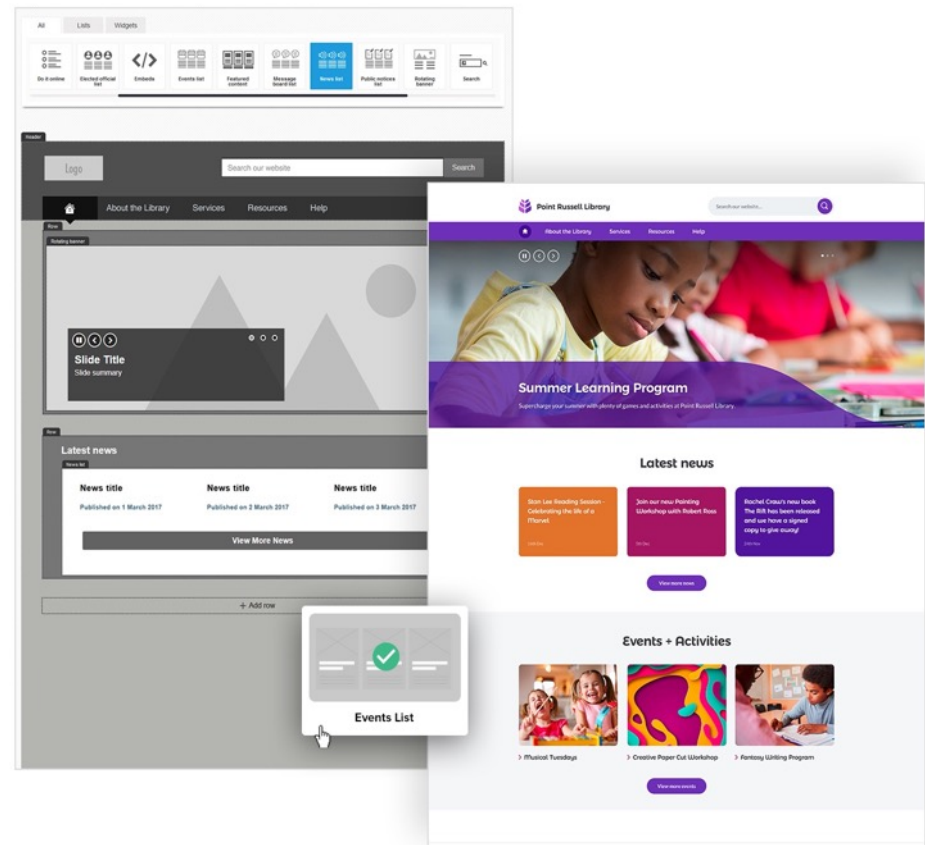 All Lists Widgets
Do it online
Elected official list
Embeds
Events list
Featured content
Message board list
News list
Public notices list
Rotating banner
Search
Header
Logo
Search our website
Search
About the Library Services Resources Help
Row
Rotating banner
Slide Title
Slide summary
Row
Latest news
News list
News title News title News title
Published on 1 March 2017 Published on 2 March 2017 Published on 3 March 2017
View More News
+ Add row
Events List
Point Russell Library
Search our website...
About the Library Services Resources Help
Summer Learning Program
Supercharge your summer with plenty of games and activities at Point Russell Library.
Latest news
Stan Lee Reading Session -
Celebrating the life of a
Marvel
Join our new Painting
Workshop with Robert Ross
Rachel Craw's new book
The Rift has been released
and we have a signed
copy to give away!
View more news
Events + Activities
Musical Tuesdays
Creative Paper Cut Workshop
Fantasy Writing Program
View more events